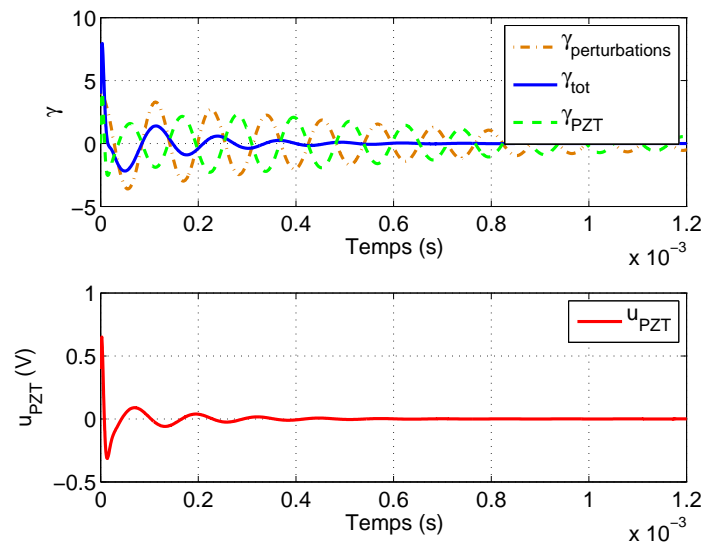 10
5
0
−5
γ
γperturbations
γtot
γPZT
0 0.2 0.4 0.6 0.8 1 1.2
Temps (s)
x 10−3
1
0.5
0
−0.5
uPZT (V)
uPZT
0 0.2 0.4 0.6 0.8 1 1.2
Temps (s)
x 10−3